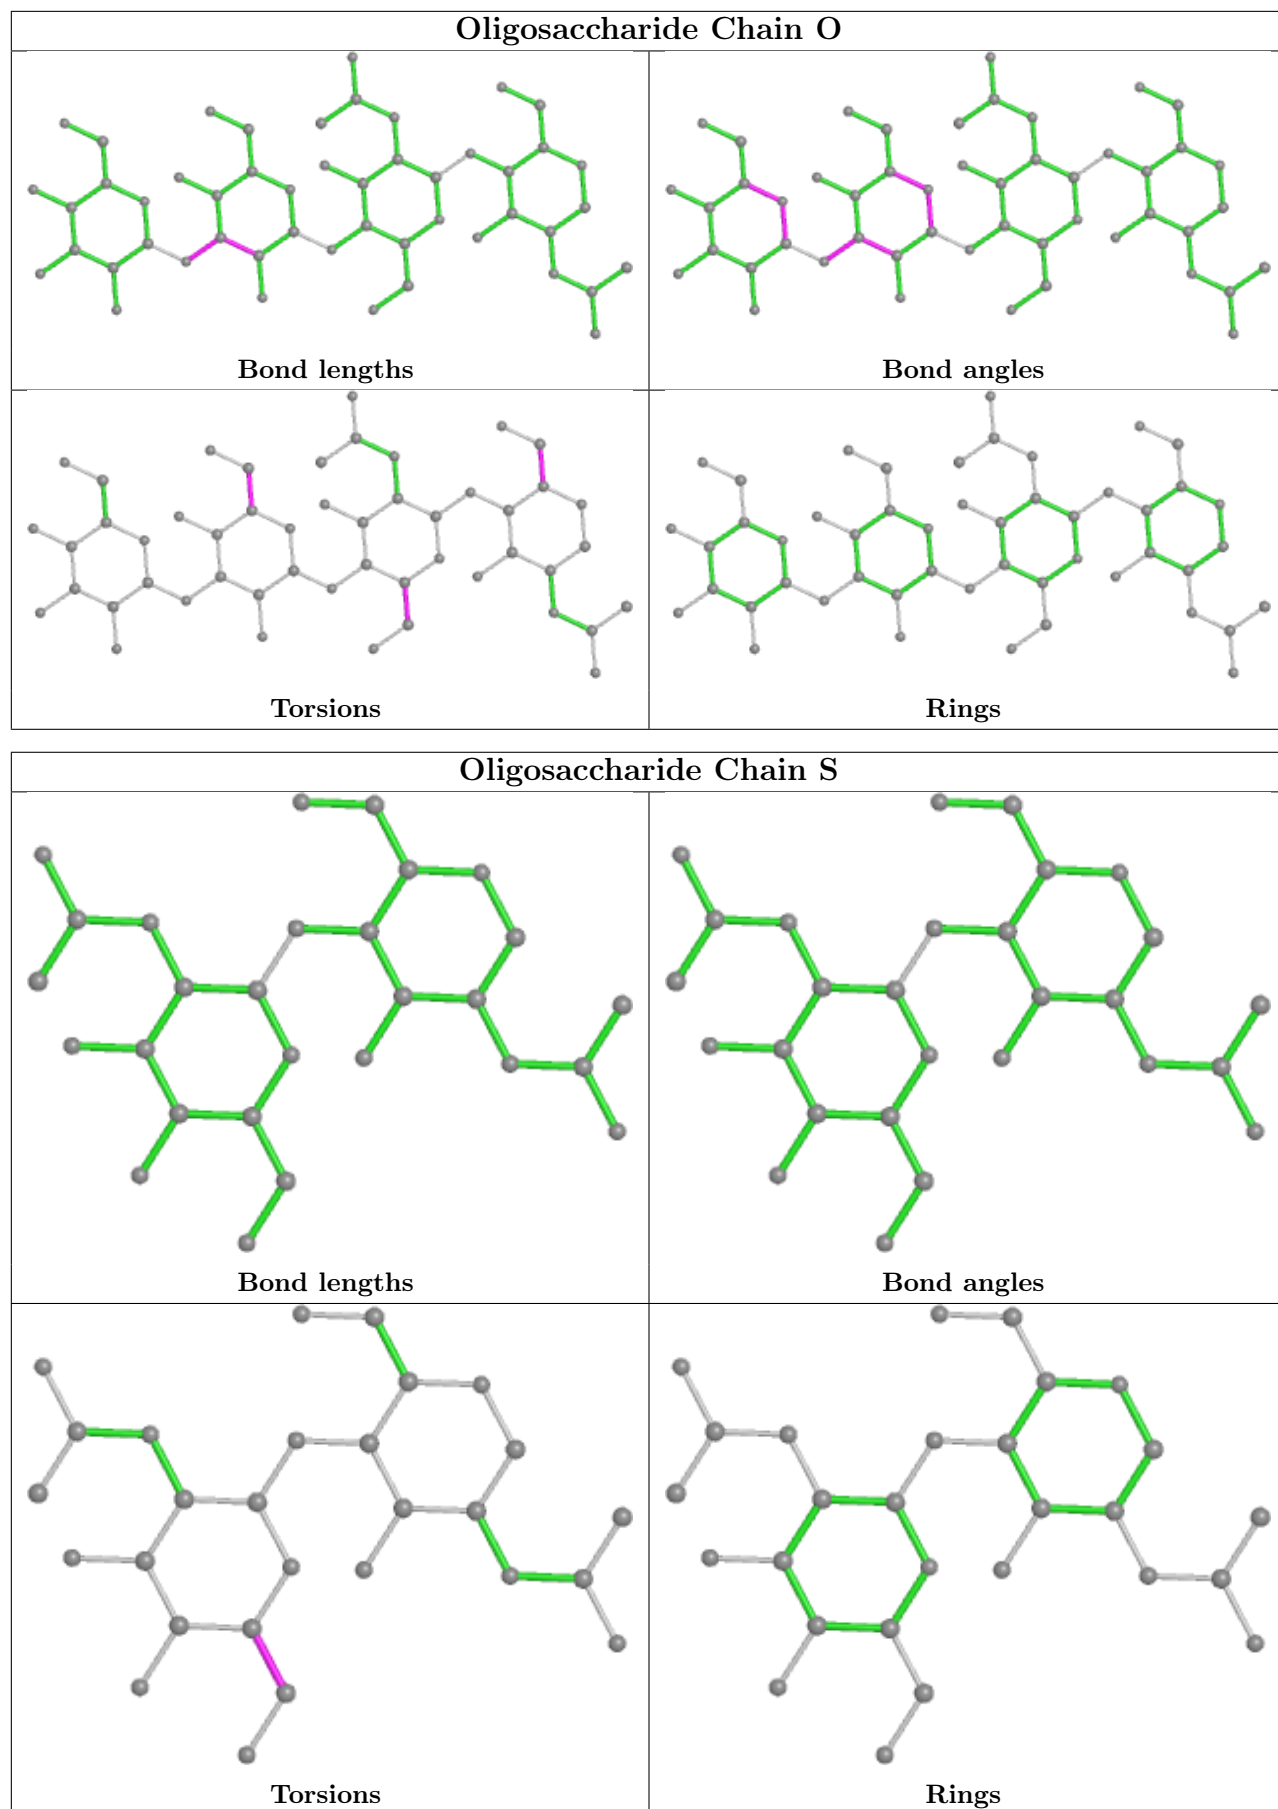 Oligosaccharide Chain O
Bond lengths
Bond angles
Torsions
Rings
Oligosaccharide Chain S
Bond lengths
Bond angles
Torsions
Rings